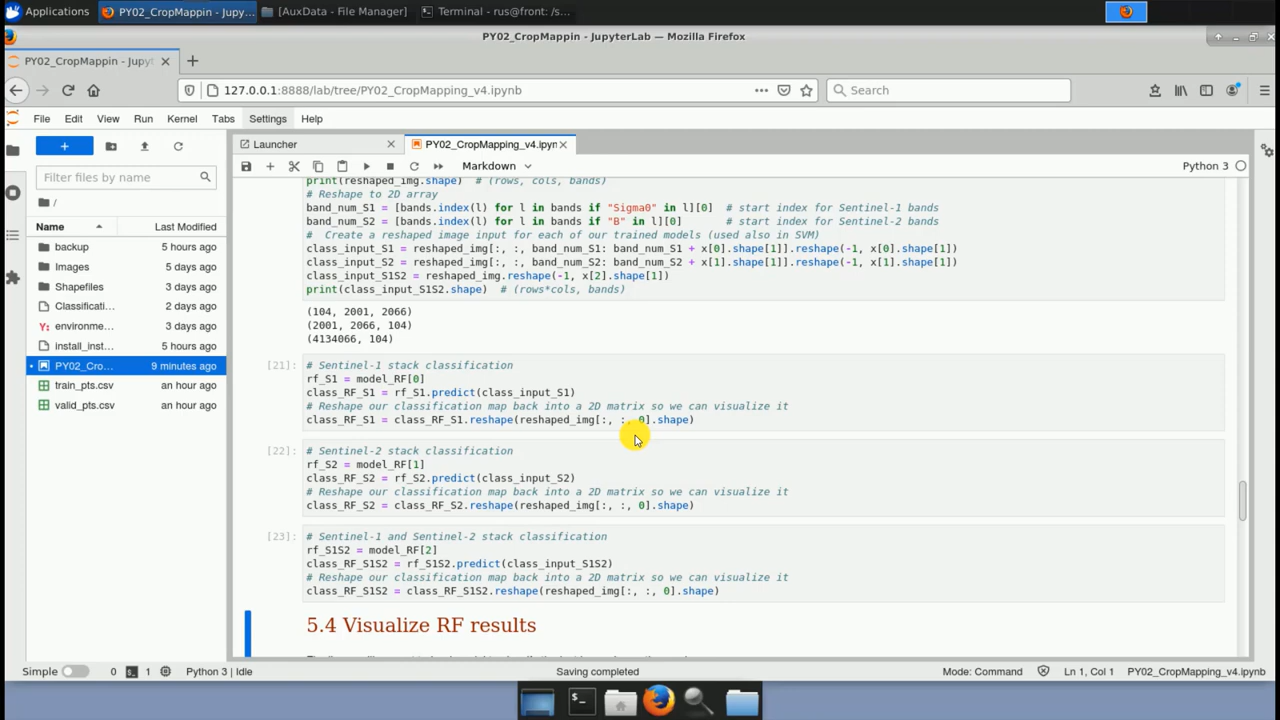 Applications
PY02_CropMappin - Jupy...
[AuxData - File Manager]
Terminal - rus@front: /s...
PY02_CropMappin - JupyterLab — Mozilla Firefox
PY02_CropMappin - Jupyt
127.0.0.1:8888/lab/tree/PY02_CropMapping_v4.ipynb
Search
File Edit View Run Kernel Tabs Settings Help
Launcher
PY02_CropMapping_v4.ipyn
Markdown
Python 3
Filter files by name
/
Name Last Modified
backup 5 hours ago
Images 5 days ago
Shapefiles 3 days ago
Classificati... 2 days ago
environme... 3 days ago
install_inst... 5 hours ago
PY02_Cro... 9 minutes ago
train_pts.csv an hour ago
valid_pts.csv an hour ago
print(reshaped_img.shape) # (rows, cols, bands)
# Reshape to 2D array
band_num_S1 = [bands.index(l) for l in bands if "Sigma0" in l][0] # start index for Sentinel-1 bands
band_num_S2 = [bands.index(l) for l in bands if "B" in l][0] # start index for Sentinel-2 bands
# Create a reshaped image input for each of our trained models (used also in SVM)
class_input_S1 = reshaped_img[:, :, band_num_S1: band_num_S1 + x[0].shape[1]].reshape(-1, x[0].shape[1])
class_input_S2 = reshaped_img[:, :, band_num_S2: band_num_S2 + x[1].shape[1]].reshape(-1, x[1].shape[1])
class_input_S1S2 = reshaped_img.reshape(-1, x[2].shape[1])
print(class_input_S1S2.shape) # (rows*cols, bands)
(104, 2001, 2066)
(2001, 2066, 104)
(4134066, 104)
[21]: # Sentinel-1 stack classification
rf_S1 = model_RF[0]
class_RF_S1 = rf_S1.predict(class_input_S1)
# Reshape our classification map back into a 2D matrix so we can visualize it
class_RF_S1 = class_RF_S1.reshape(reshaped_img[:, :, 0].shape)
[22]: # Sentinel-2 stack classification
rf_S2 = model_RF[1]
class_RF_S2 = rf_S2.predict(class_input_S2)
# Reshape our classification map back into a 2D matrix so we can visualize it
class_RF_S2 = class_RF_S2.reshape(reshaped_img[:, :, 0].shape)
[23]: # Sentinel-1 and Sentinel-2 stack classification
rf_S1S2 = model_RF[2]
class_RF_S1S2 = rf_S1S2.predict(class_input_S1S2)
# Reshape our classification map back into a 2D matrix so we can visualize it
class_RF_S1S2 = class_RF_S1S2.reshape(reshaped_img[:, :, 0].shape)
5.4 Visualize RF results
Simple 0 1 Python 3 | Idle Saving completed Mode: Command Ln 1, Col 1 PY02_CropMapping_v4.ipynb